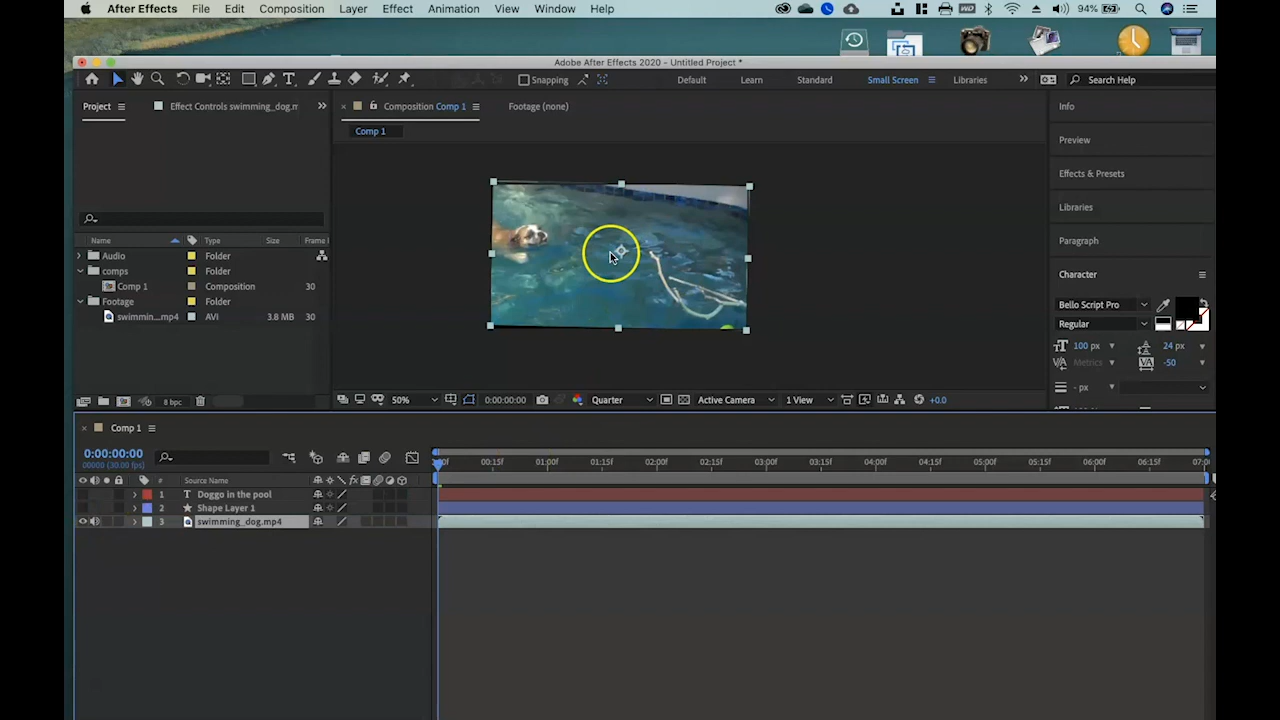 After Effects File Edit Composition Layer Effect Animation View Window Help 94%
Adobe After Effects 2020 - Untitled Project *
Snapping Default Learn Standard Small Screen Libraries Search Help
Project Effect Controls swimming_dog.m Composition Comp 1 Footage (none) Info
Comp 1
Preview
Effects & Presets
Libraries
Name Type Size Frame I Paragraph
Audio Folder
comps Folder Character
Comp 1 Composition 30
Footage Folder Bello Script Pro
swimmin....mp4 AVI 3.8 MB 30 Regular
100 px 24 px
Metrics -50
- px
8 bpc 50% 0:00:00:00 Quarter Active Camera 1 View +0.0
Comp 1
0:00:00:00
00000 (30.00 fps)
:00f 00:15f 01:00f 01:15f 02:00f 02:15f 03:00f 03:15f 04:00f 04:15f 05:00f 05:15f 06:00f 06:15f 07:0
# Source Name
1 T Doggo in the pool
2 Shape Layer 1
3 swimming_dog.mp4